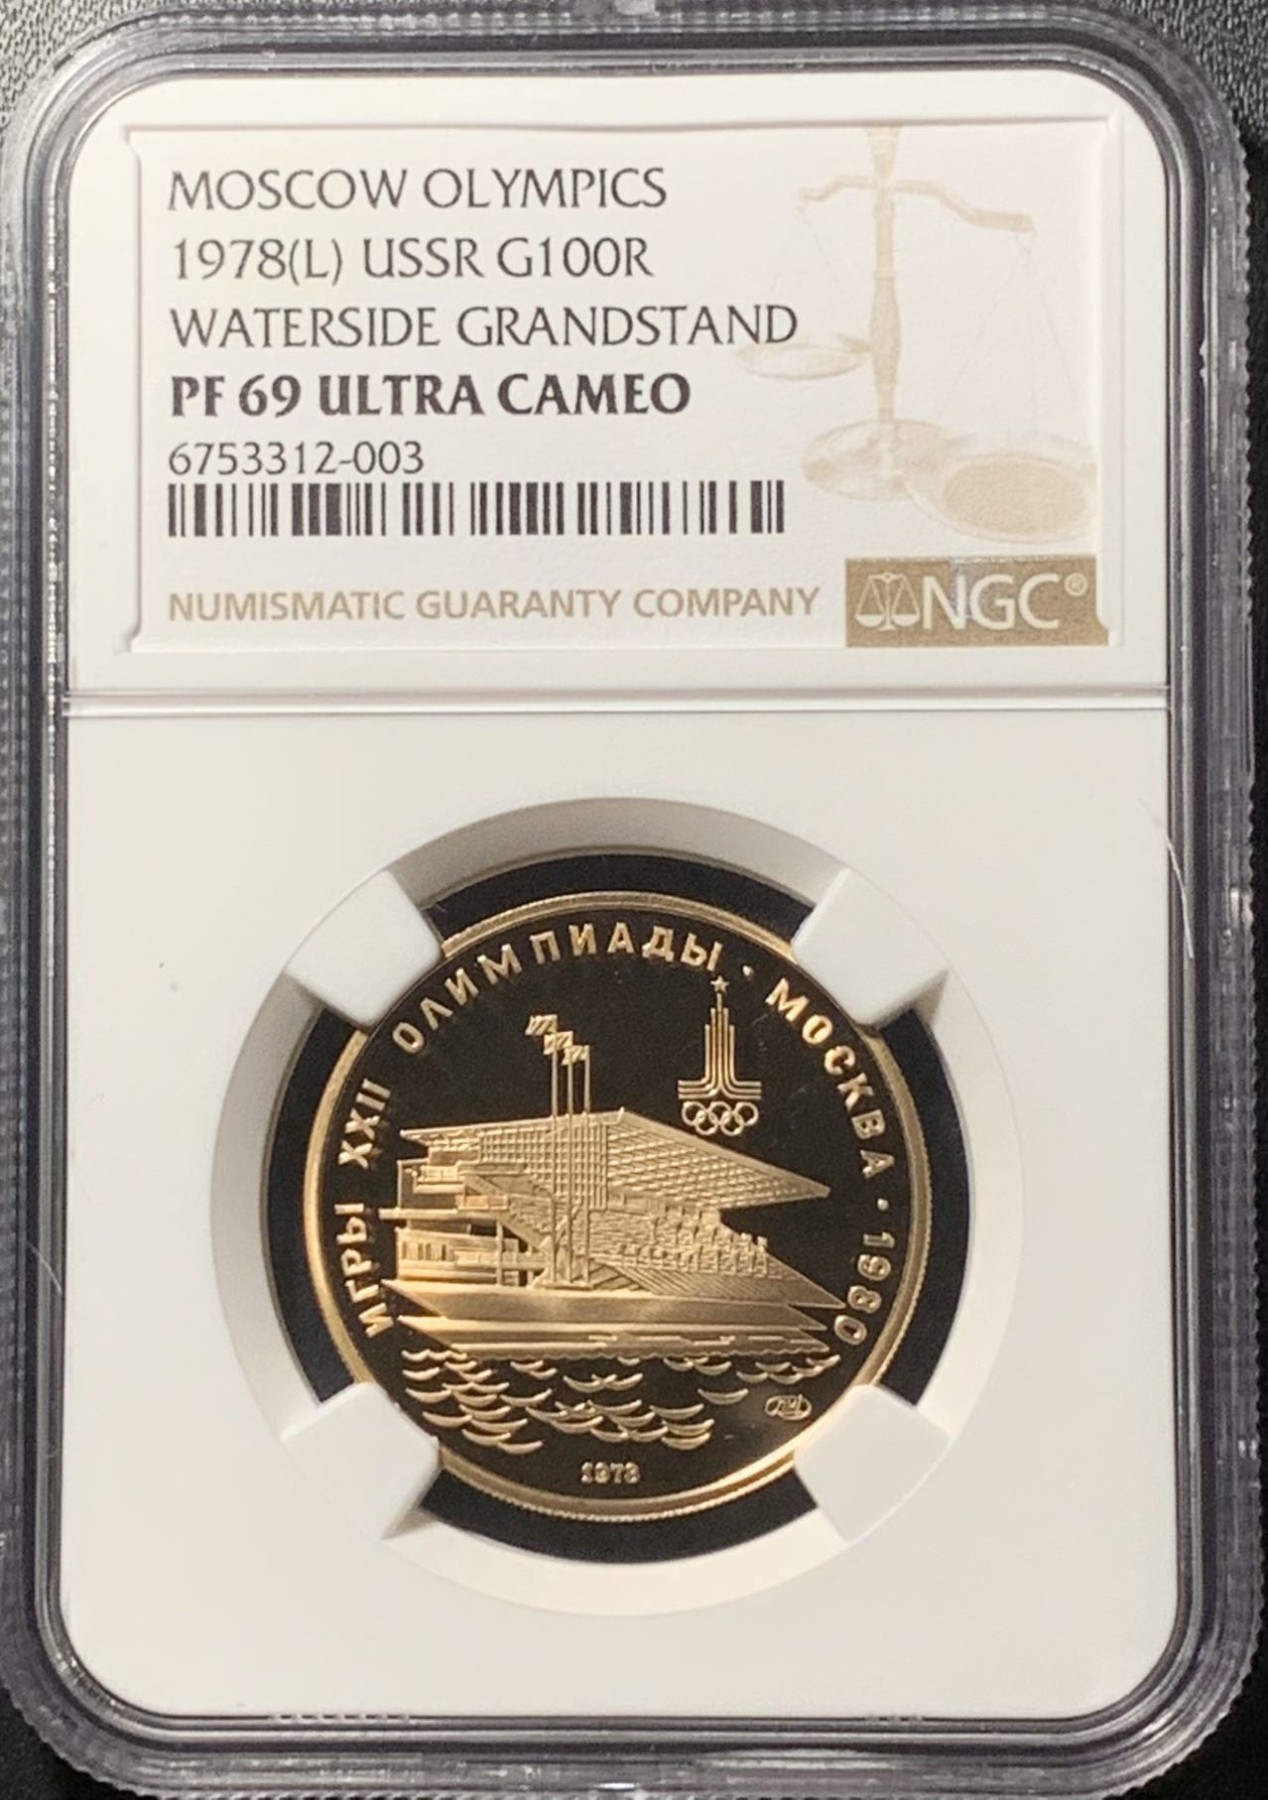 MOSCOW OLYMPICS
1978(L) USSR G100R
WATERSIDE GRANDSTAND
PF 69 ULTRA CAMEO
6753312-003
NUMISMATIC GUARANTY COMPANY
NGC®
ИГРЫ XXII ОЛИМПИАДЫ · МОСКВА · 1980
1978